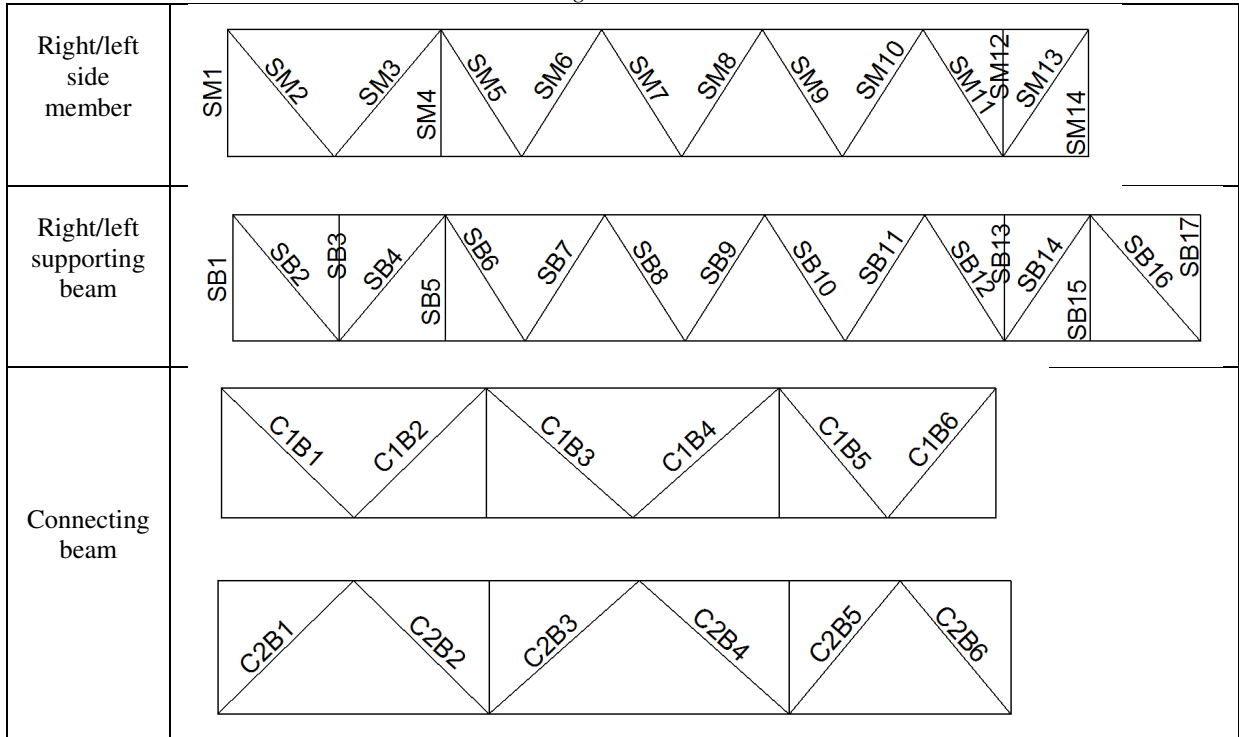 Right/left
side
member
SM1
SM2
SM3
SM4
SM5
SM6
SM7
SM8
SM9
SM10
SM11
SM12
SM13
SM14
Right/left
supporting
beam
SB1
SB2
SB3
SB4
SB5
SB6
SB7
SB8
SB9
SB10
SB11
SB12
SB13
SB14
SB15
SB16
SB17
Connecting
beam
C1B1
C1B2
C1B3
C1B4
C1B5
C1B6
C2B1
C2B2
C2B3
C2B4
C2B5
C2B6